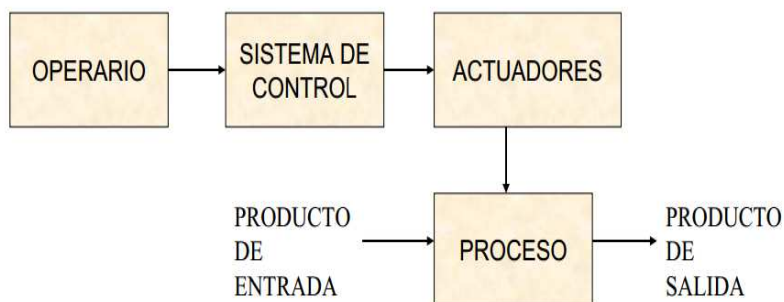 OPERARIO
SISTEMA DE
CONTROL
ACTUADORES
PRODUCTO
DE
ENTRADA
PROCESO
PRODUCTO
DE
SALIDA